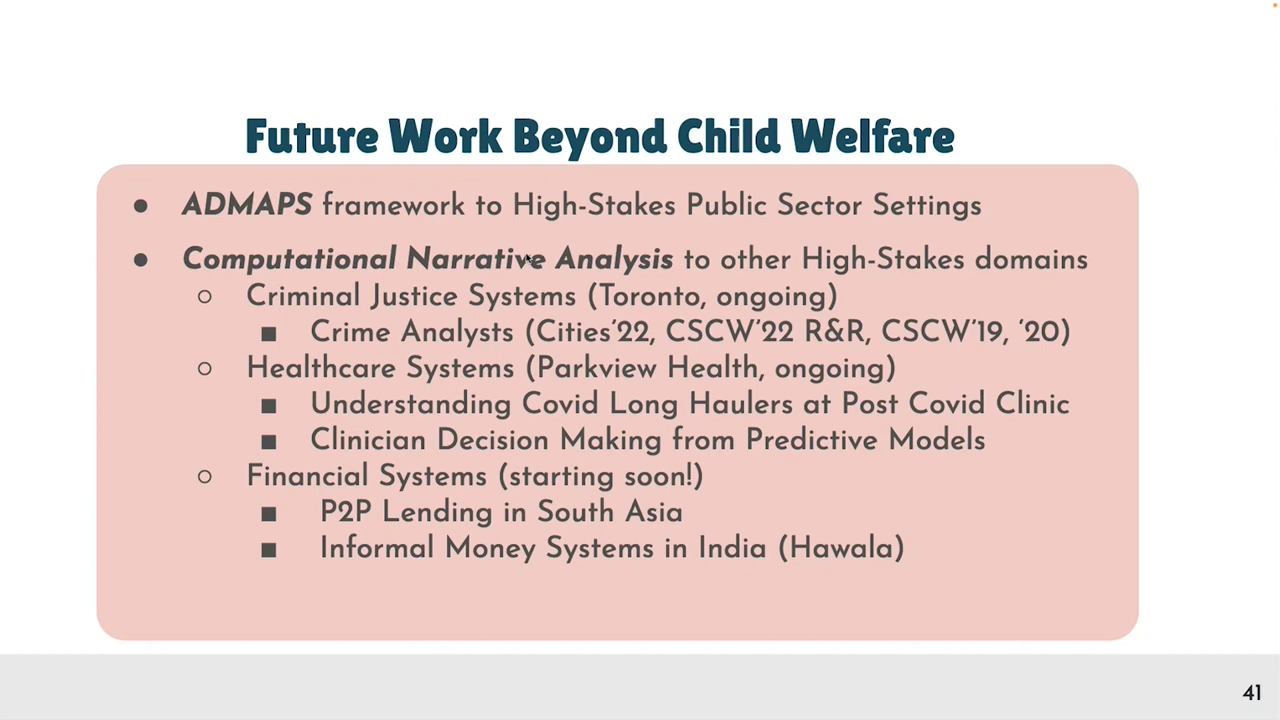 Future Work Beyond Child Welfare
● ADMAPS framework to High-Stakes Public Sector Settings
● Computational Narrative Analysis to other High-Stakes domains
○ Criminal Justice Systems (Toronto, ongoing)
■ Crime Analysts (Cities’22, CSCW’22 R&R, CSCW’19, ‘20)
○ Healthcare Systems (Parkview Health, ongoing)
■ Understanding Covid Long Haulers at Post Covid Clinic
■ Clinician Decision Making from Predictive Models
○ Financial Systems (starting soon!)
■ P2P Lending in South Asia
■ Informal Money Systems in India (Hawala)
41